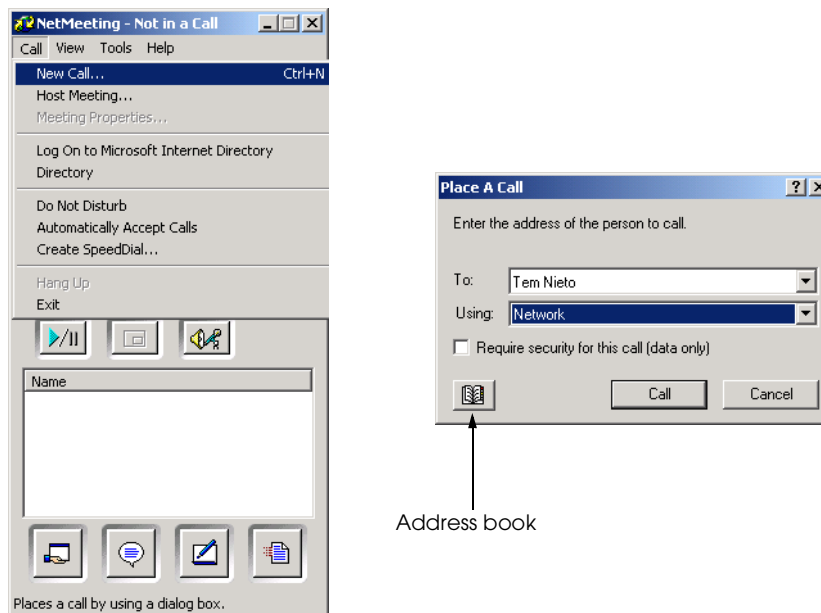 NetMeeting - Not in a Call
Call View Tools Help
New Call... Ctrl+N
Host Meeting...
Meeting Properties...
Log On to Microsoft Internet Directory
Directory
Do Not Disturb
Automatically Accept Calls
Create SpeedDial...
Hang Up
Exit
Name
Places a call by using a dialog box.
Place A Call
Enter the address of the person to call.
To: Tem Nieto
Using: Network
Require security for this call (data only)
Call Cancel
Address book